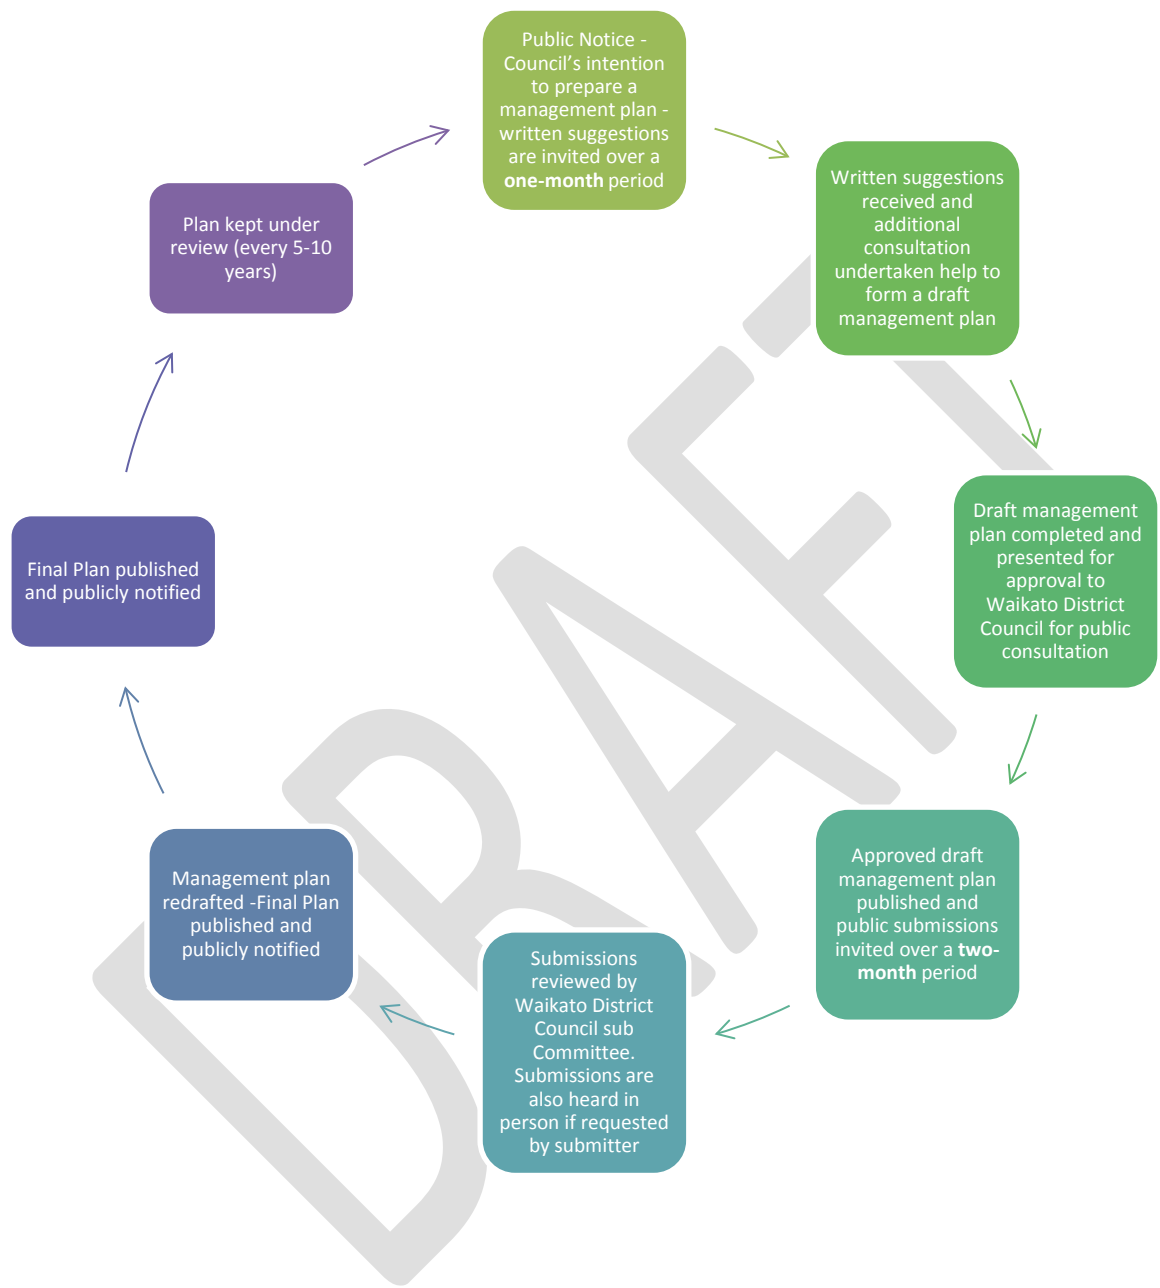 Public Notice -
Council's intention
to prepare a
management plan -
written suggestions
are invited over a
one-month period
Written suggestions
received and
additional
consultation
undertaken help to
form a draft
management plan
Draft management
plan completed and
presented for
approval to
Waikato District
Council for public
consultation
Approved draft
management plan
published and
public submissions
invited over a two-
month period
Submissions
reviewed by
Waikato District
Council sub
Committee.
Submissions are
also heard in
person if requested
by submitter
Management plan
redrafted -Final Plan
published and
publicly notified
Final Plan published
and publicly notified
Plan kept under
review (every 5-10
years)
DRAFT